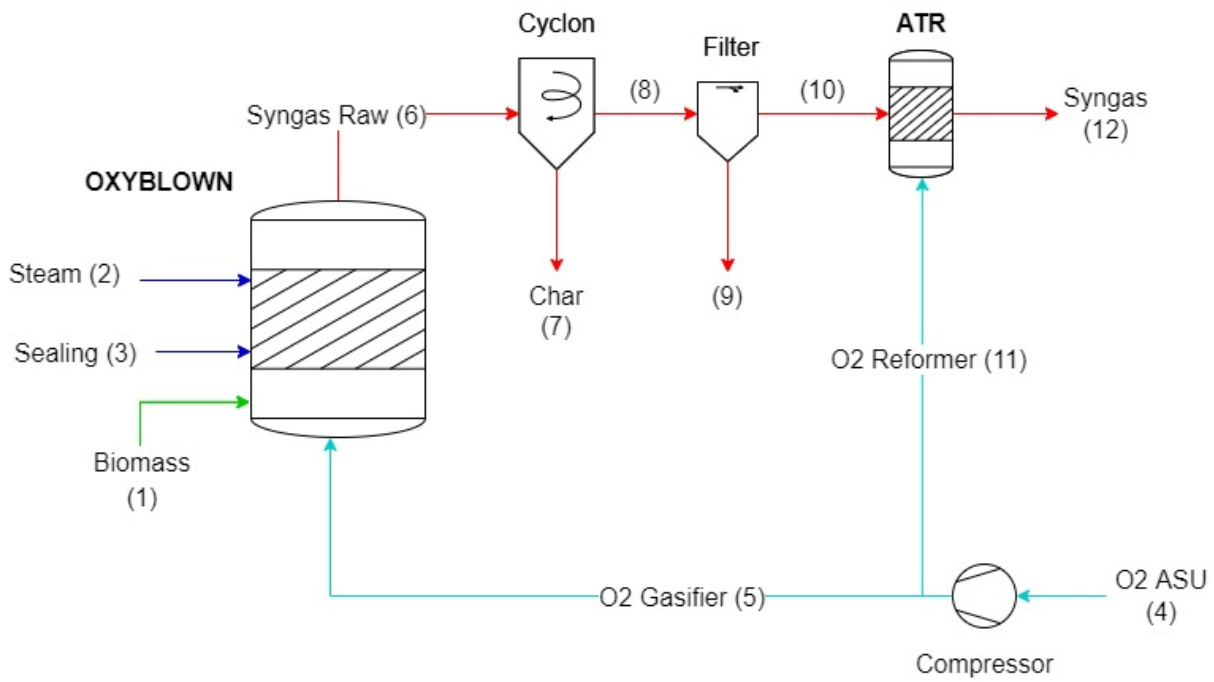 Cyclon
Filter
ATR
Syngas Raw (6)
(8)
(10)
Syngas
(12)
OXYBLOWN
Steam (2)
Char
(7)
(9)
Sealing (3)
O2 Reformer (11)
Biomass
(1)
O2 Gasifier (5)
O2 ASU
(4)
Compressor